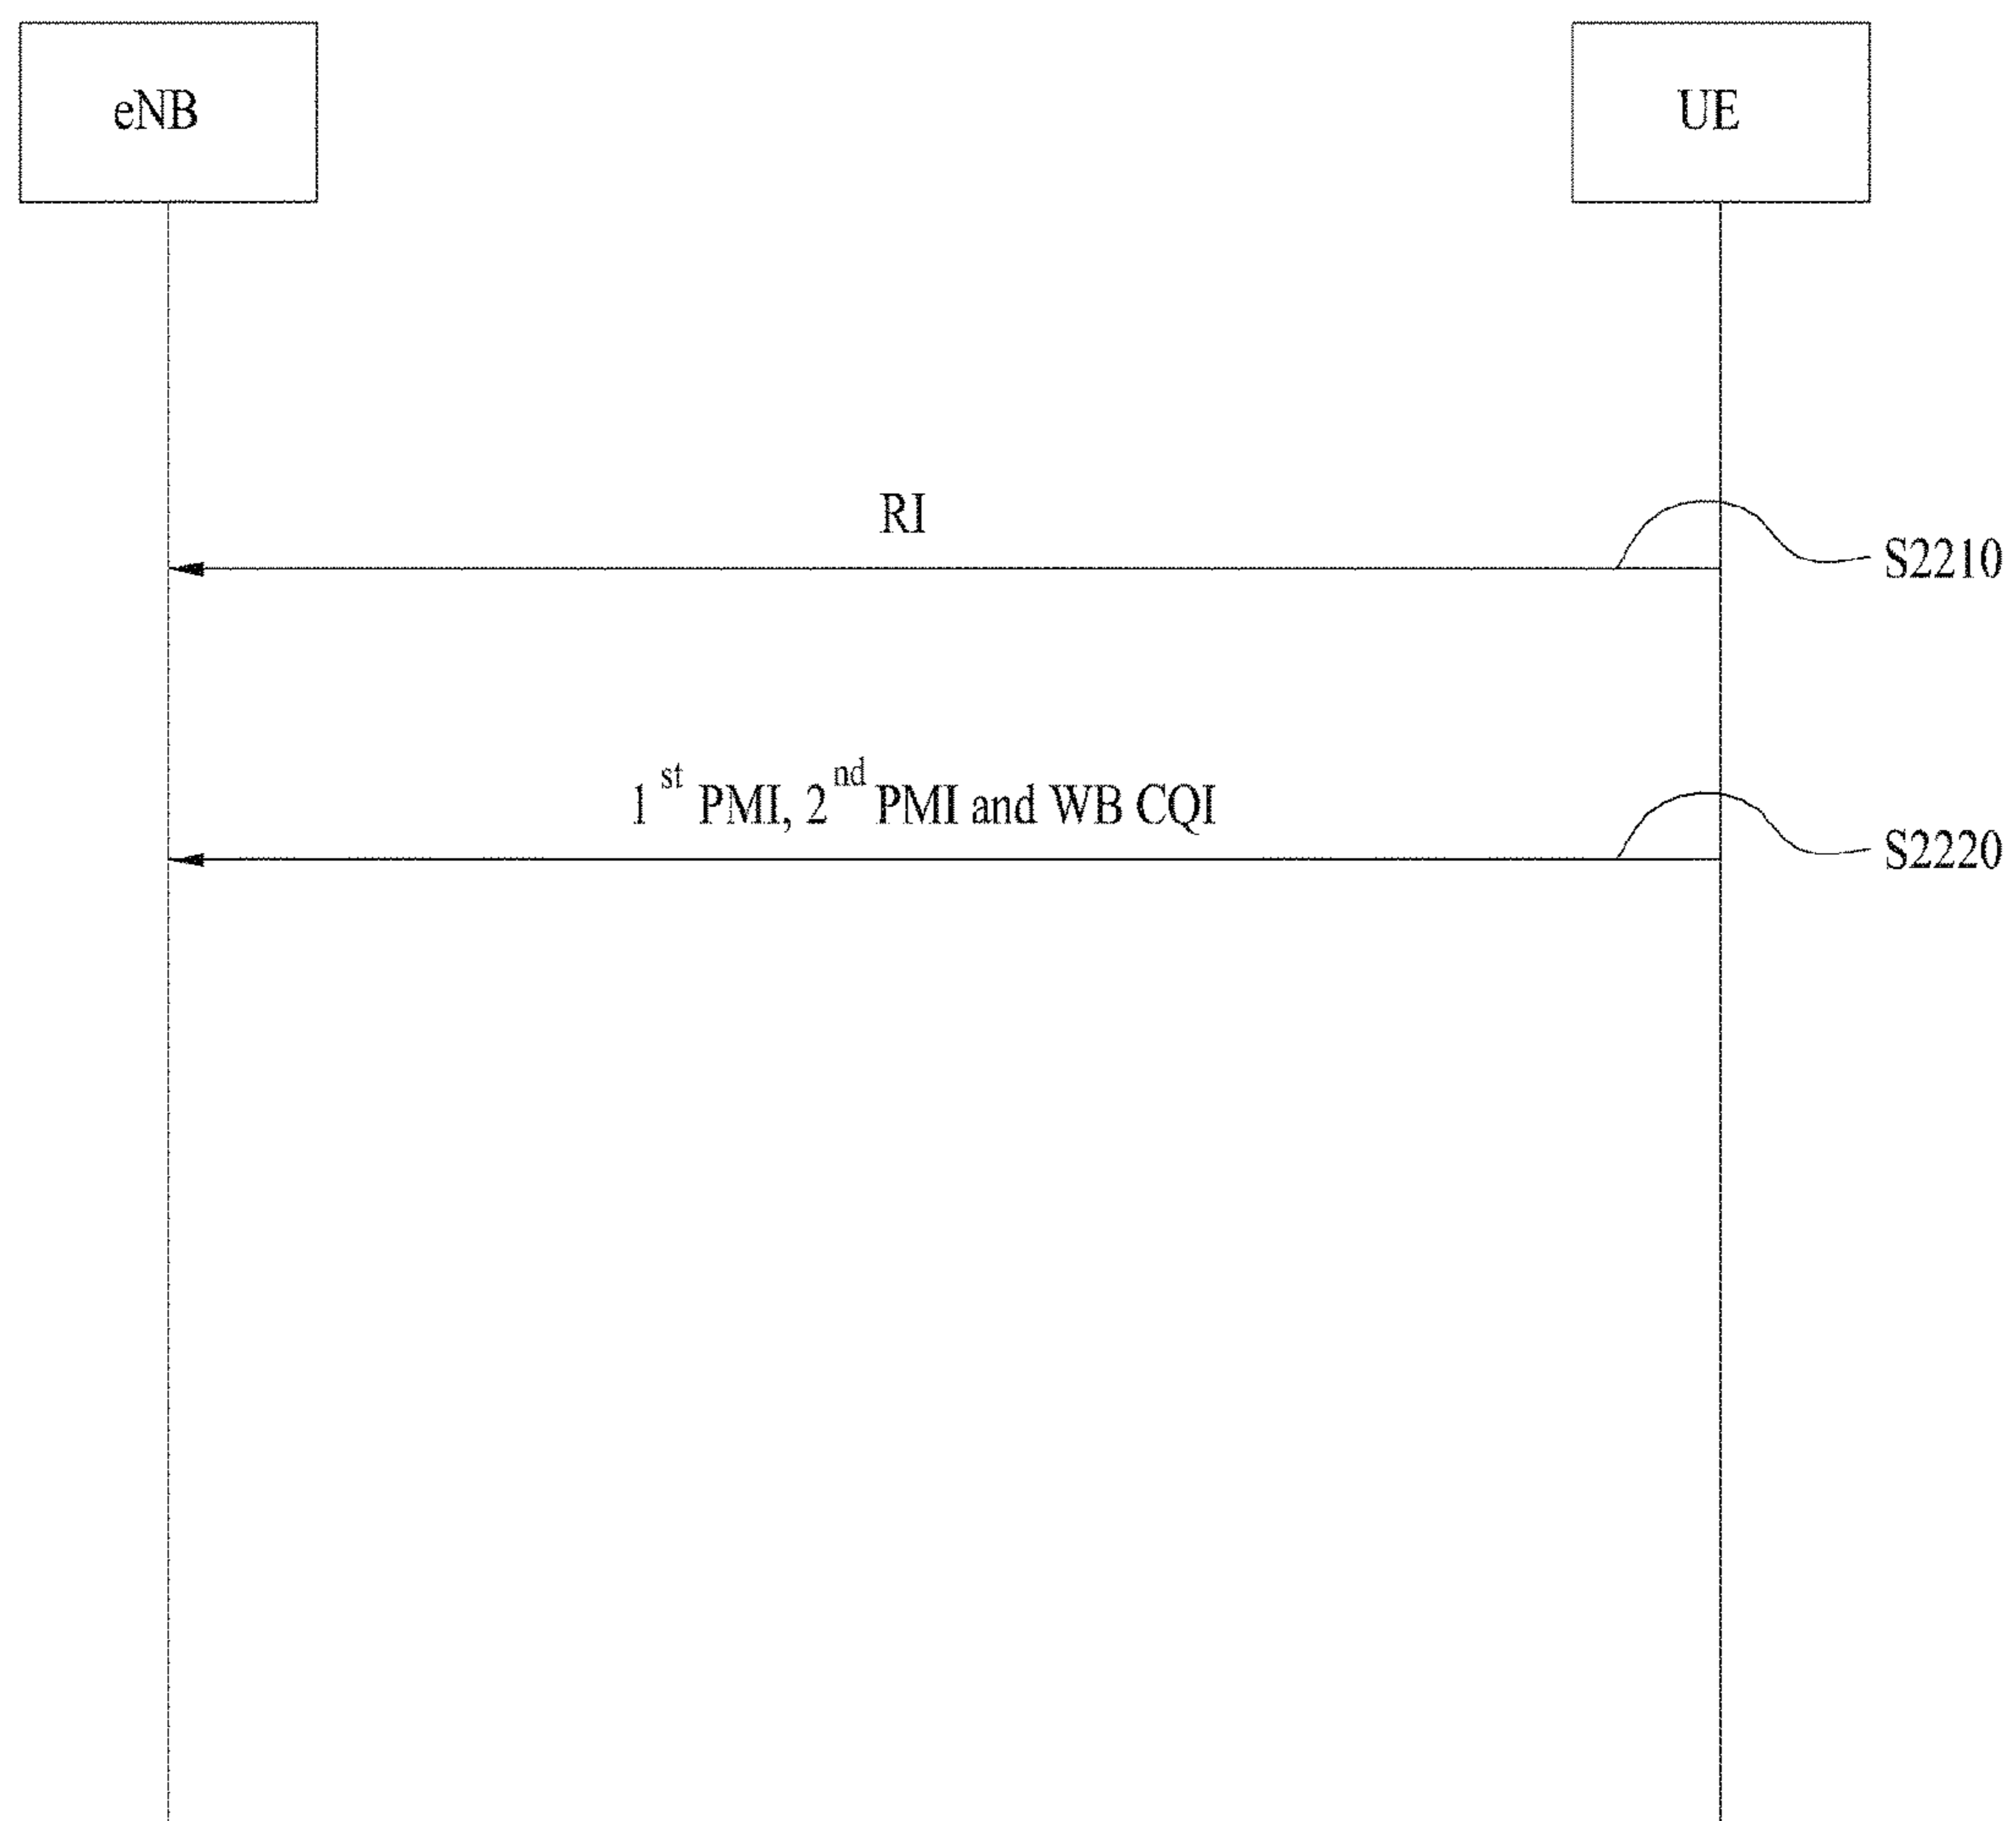 eNB
UE
RI
S2210
1st PMI, 2nd PMI and WB CQI
S2220